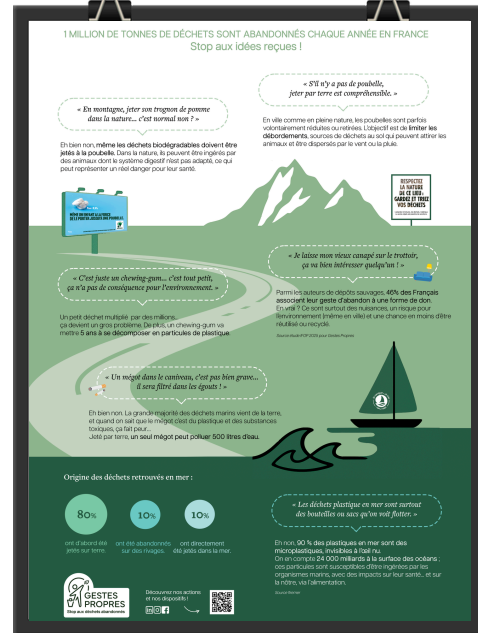 1 MILLION DE TONNES DE DÉCHETS SONT ABANDONNÉS CHAQUE ANNÉE EN FRANCE
Stop aux idées reçues !
« S'il n'y a pas de poubelle,
jeter par terre est compréhensible. »
« En montagne, jeter son trognon de pomme
dans la nature... c'est normal non ? »
En ville comme en pleine nature, les poubelles sont parfois
volontairement réduites ou retirées. L'objectif est de limiter les
débordements, sources de déchets au sol qui peuvent attirer les
animaux et être dispersés par le vent ou la pluie.
Eh bien non, même les déchets biodégradables doivent être
jetés à la poubelle. Dans la nature, ils peuvent être ingérés par
des animaux dont le système digestif n'est pas adapté, ce qui
peut représenter un réel danger pour leur santé.
RESPECTEZ
LA NATURE
DE CE LIEU :
GARDEZ ET TRIEZ
VOS DÉCHETS
« Je laisse mon vieux canapé sur le trottoir,
ça va bien intéresser quelqu'un ! »
« C'est juste un chewing-gum... c'est tout petit,
ça n'a pas de conséquence pour l'environnement. »
Parmi les auteurs de dépôts sauvages, 46% des Français
associent leur geste d'abandon à une forme de don.
En vrai ? Ce sont surtout des nuisances, un risque pour
l'environnement (même en ville) et une chance en moins d'être
réutilisé ou recyclé.
Un petit déchet multiplié par des millions...
ça devient un gros problème. De plus, un chewing-gum va
mettre 5 ans à se décomposer en particules de plastique.
« Un mégot dans le caniveau, c'est pas bien grave...
il sera filtré dans les égouts ! »
Eh bien non. La grande majorité des déchets marins vient de la terre,
et quand on sait que le mégot c'est du plastique et des substances
toxiques, ça fait peur...
Jeté par terre, un seul mégot peut polluer 500 litres d'eau.
Origine des déchets retrouvés en mer :
80%
10%
10%
ont d'abord été
jetés sur terre.
ont été abandonnés
sur des rivages.
ont directement
été jetés dans la mer.
« Les déchets plastique en mer sont surtout
des bouteilles ou sacs qu'on voit flotter. »
Eh non, 90 % des plastiques en mer sont des
microplastiques, invisibles à l'œil nu.
On en compte 24 000 milliards à la surface des océans ;
ces particules sont susceptibles d'être ingérées par les
organismes marins, avec des impacts sur leur santé... et sur
la nôtre, via l'alimentation.
GESTES
PROPRES
Stop aux déchets abandonnés
Découvrez nos actions
et nos dispositifs !